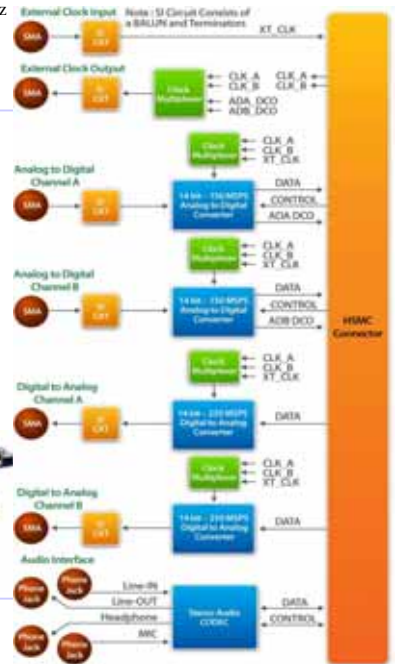 z
External Clock Input
Note : SI Circuit Consists of
a BALUN and Terminators
SMA
SI
CKT
XT_CLK
External Clock Output
SMA
SI
CKT
Clock
Multiplexer
CLK_A
CLK_B
ADA_DCO
ADB_DCO
CLK_A
CLK_B
Clock
Multiplexer
CLK_A
CLK_B
XT_CLK
Analog to Digital
Channel A
SMA
SI
CKT
14 bit - 150 MSPS
Analog to Digital
Converter
DATA
CONTROL
ADA DCO
Clock
Multiplexer
CLK_A
CLK_B
XT_CLK
Analog to Digital
Channel B
SMA
SI
CKT
14 bit - 150 MSPS
Analog to Digital
Converter
DATA
CONTROL
ADB DCO
HSMC
Connector
Clock
Multiplexer
CLK_A
CLK_B
XT_CLK
Digital to Analog
Channel A
SMA
SI
CKT
14 bit - 250 MSPS
Digital to Analog
Converter
DATA
Clock
Multiplexer
CLK_A
CLK_B
XT_CLK
Digital to Analog
Channel B
SMA
SI
CKT
14 bit - 250 MSPS
Digital to Analog
Converter
DATA
Audio Interface
Phone
Jack
Phone
Jack
Line-IN
Line-OUT
Headphone
MIC
Phone
Jack
Phone
Jack
Stereo Audio
CODEC
DATA
CONTROL